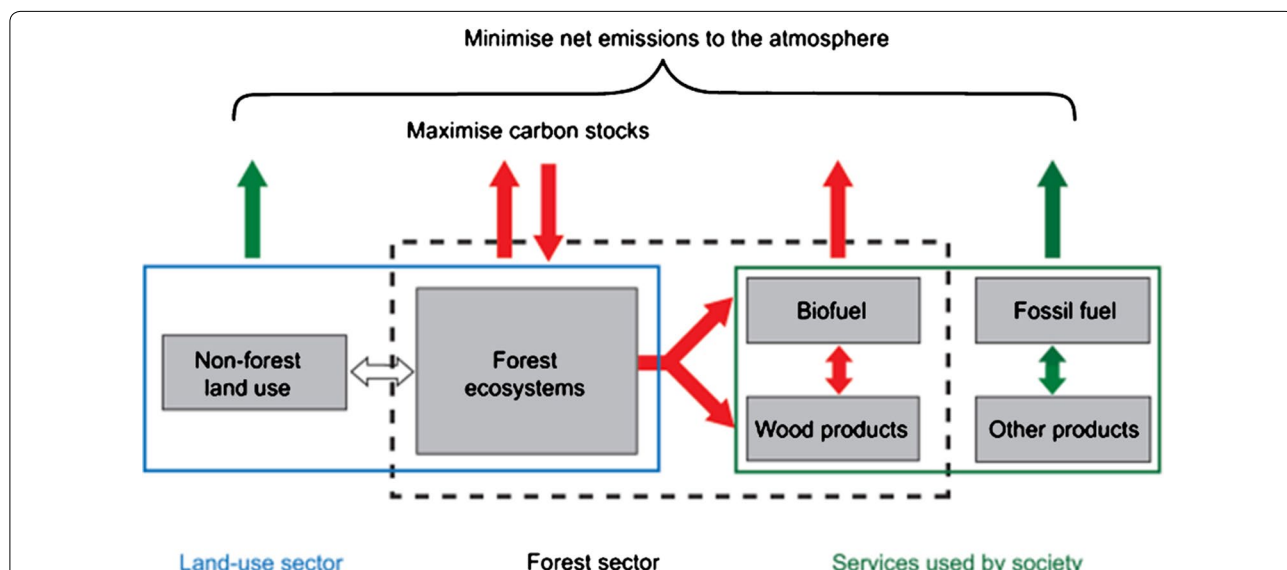 Minimise net emissions to the atmosphere
Maximise carbon stocks
Non-forest
land use
Forest
ecosystems
Biofuel
Wood products
Fossil fuel
Other products
Land-use sector
Forest sector
Services used by society